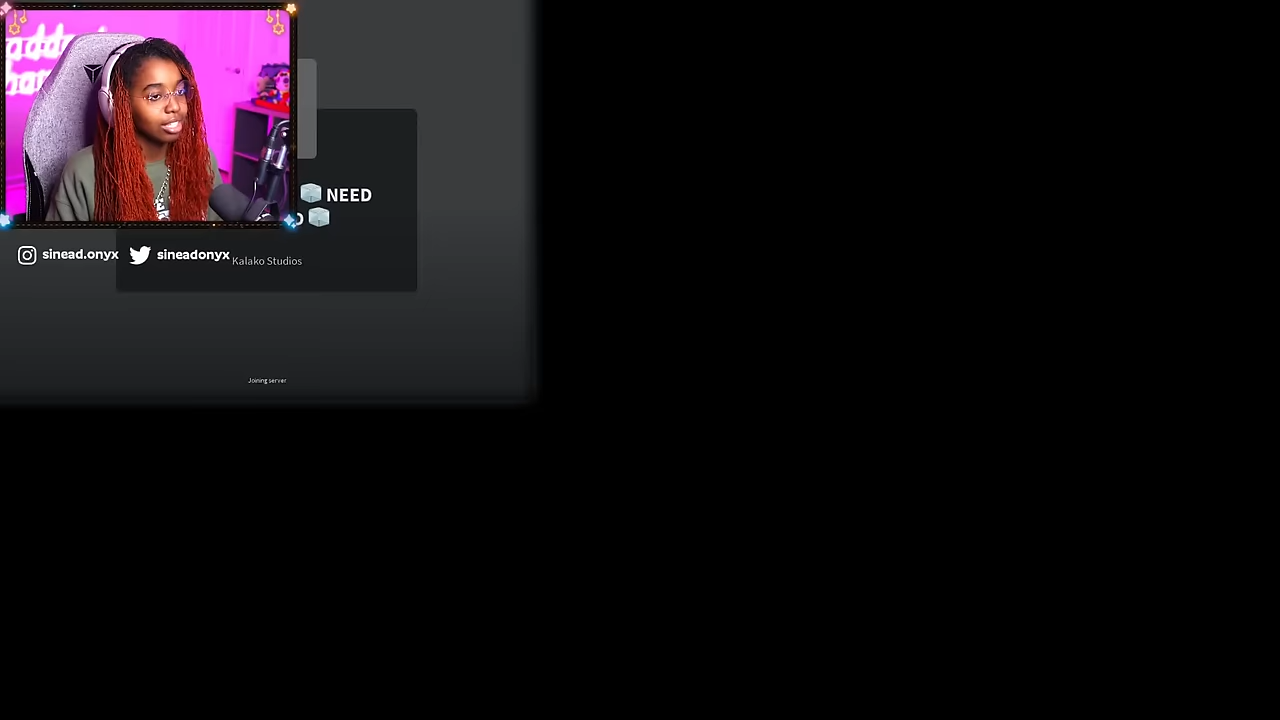 NEED
sinead.onyx
sineadonyx
Kalako Studios
Joining server